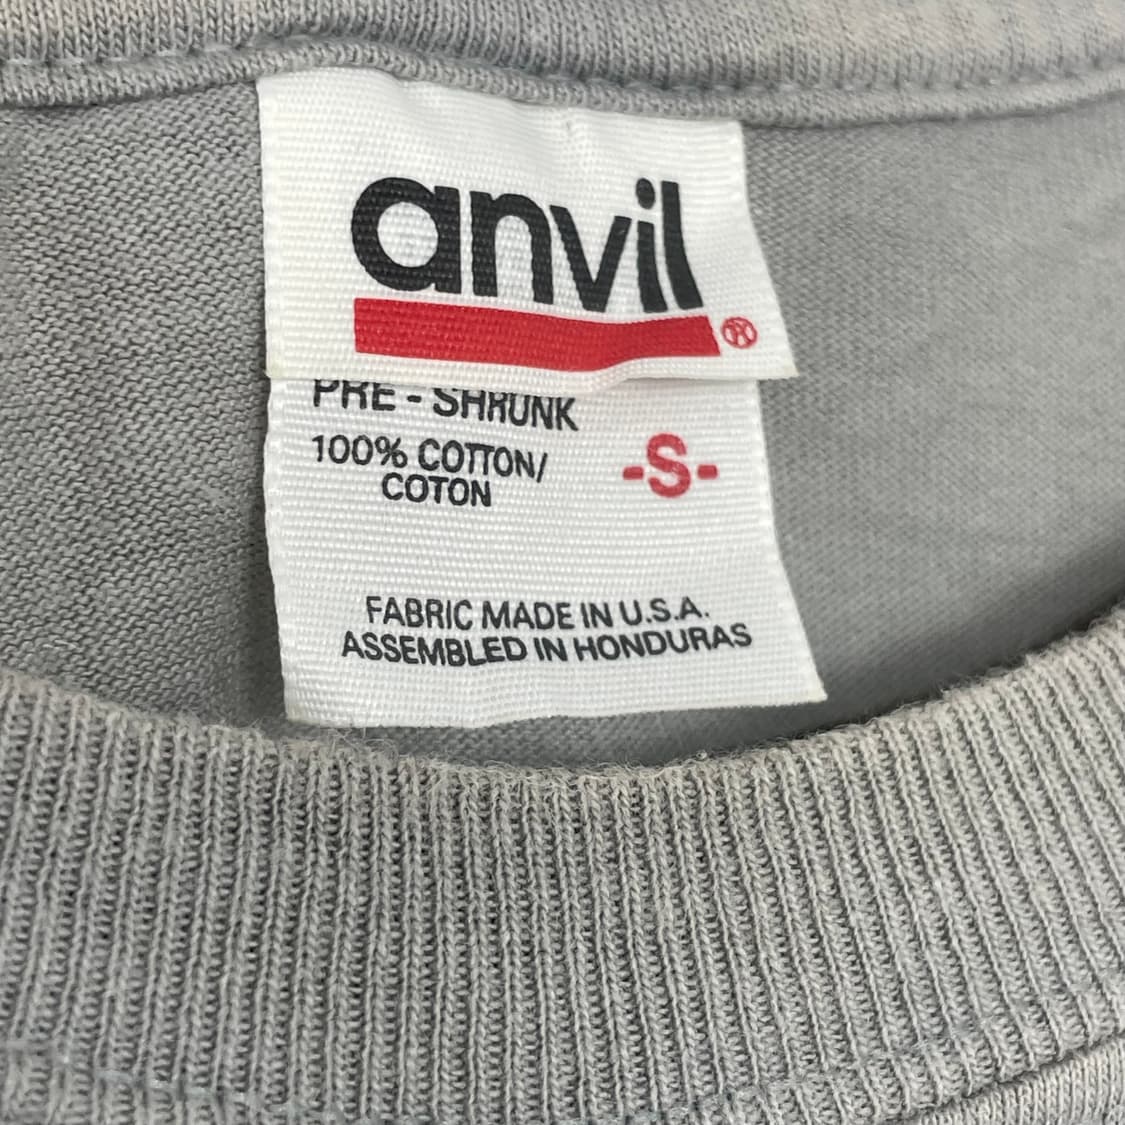 anvil®
PRE - SHRUNK
100% COTTON/
COTON
-S-
FABRIC MADE IN U.S.A.
ASSEMBLED IN HONDURAS